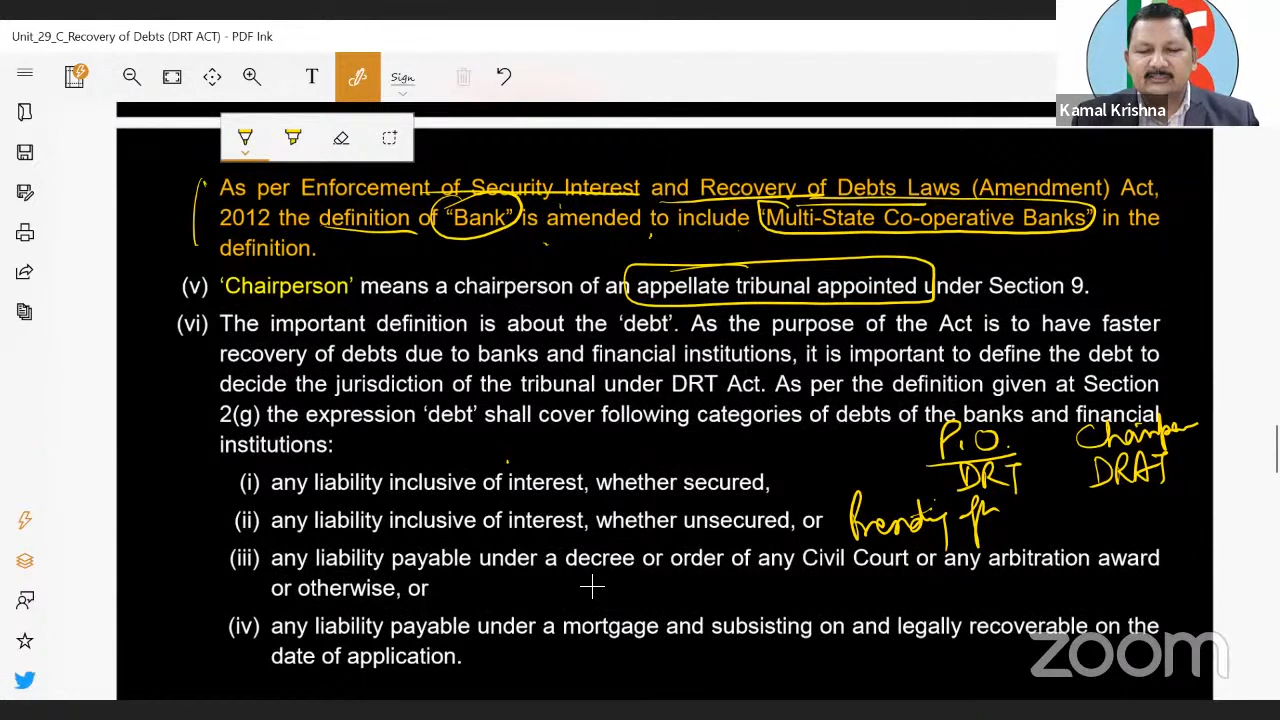 Unit_29_C_Recovery of Debts (DRT ACT) - PDF Ink
T
Sign
Kamal Krishna
As per Enforcement of Security Interest and Recovery of Debts Laws (Amendment) Act,
2012 the definition of “Bank” is amended to include ‘Multi-State Co-operative Banks” in the
definition.
(v) ‘Chairperson’ means a chairperson of an appellate tribunal appointed under Section 9.
(vi) The important definition is about the ‘debt’. As the purpose of the Act is to have faster
recovery of debts due to banks and financial institutions, it is important to define the debt to
decide the jurisdiction of the tribunal under DRT Act. As per the definition given at Section
2(g) the expression ‘debt’ shall cover following categories of debts of the banks and financial
institutions:
P.O.
DRT
DRAT
(i) any liability inclusive of interest, whether secured,
(ii) any liability inclusive of interest, whether unsecured, or
(iii) any liability payable under a decree or order of any Civil Court or any arbitration award
or otherwise, or
(iv) any liability payable under a mortgage and subsisting on and legally recoverable on the
date of application.
zoom